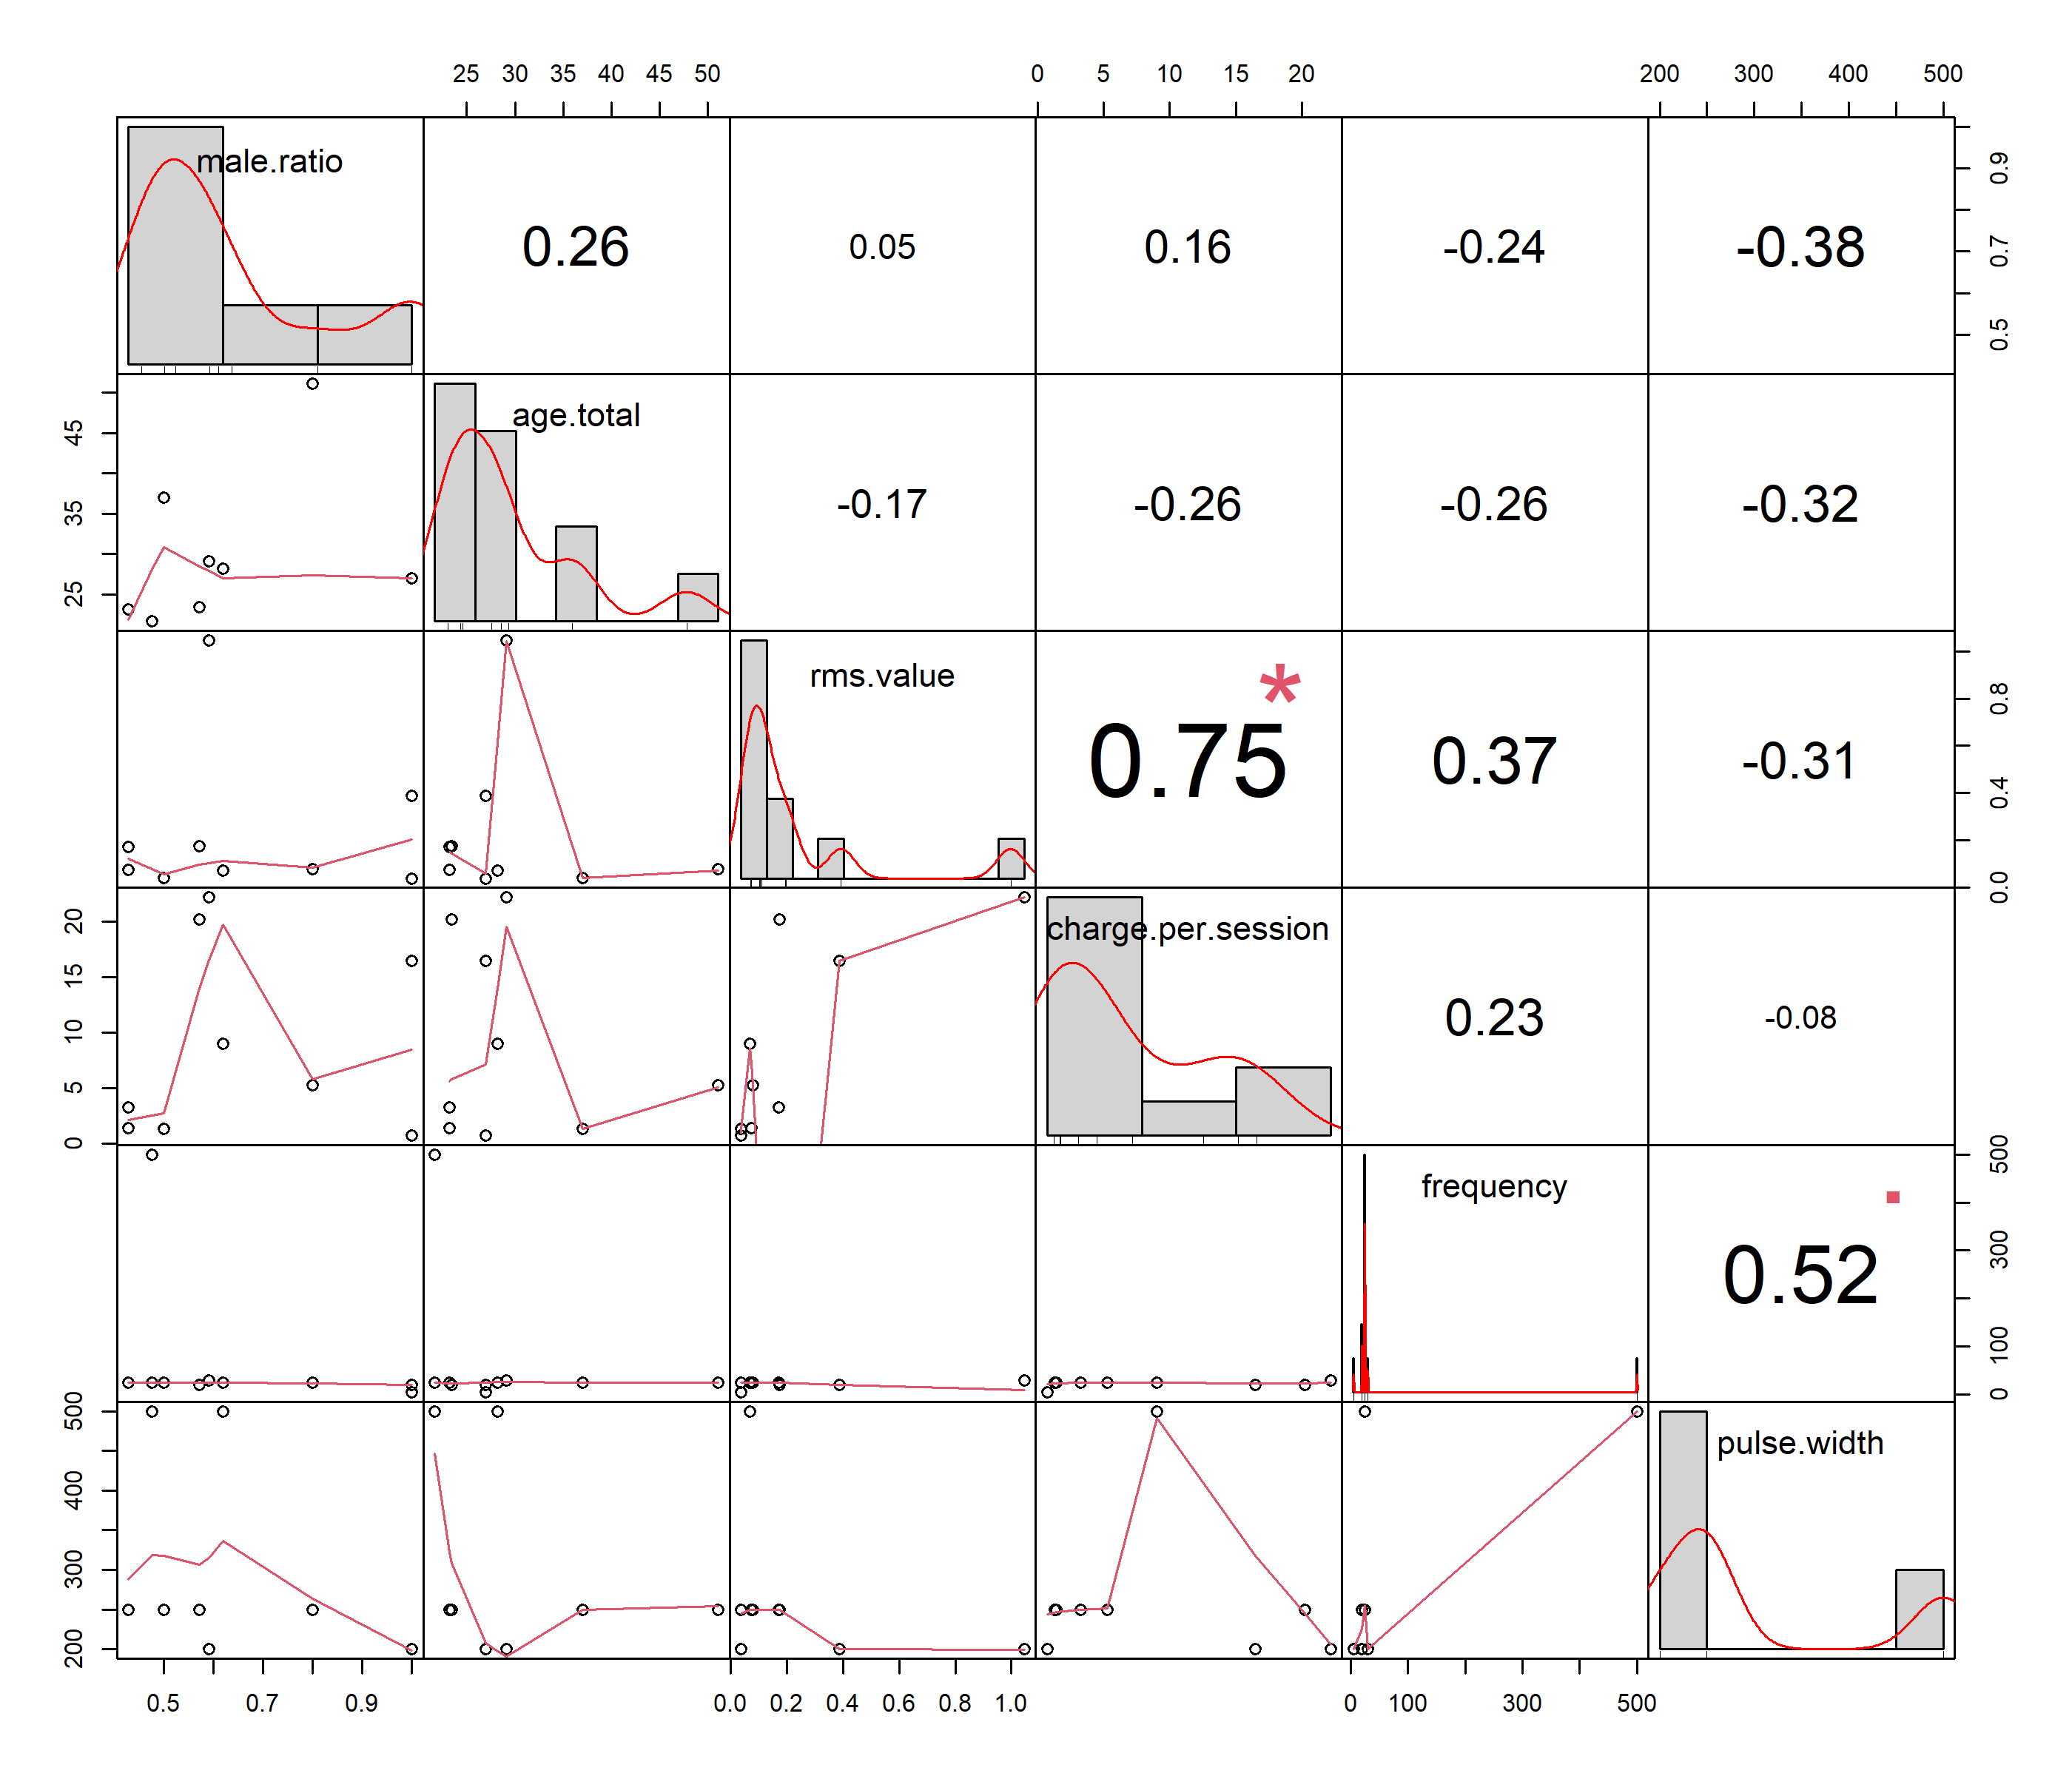 25 30 35 40 45 50
0 5 10 15 20
200 300 400 500
male.ratio
0.26
0.05
0.16
-0.24
-0.38
0.5 0.7 0.9
25 35 45
age.total
-0.17
-0.26
-0.26
-0.32
rms.value
0.75
*
0.37
-0.31
0.0 0.4 0.8
0 5 10 15 20
charge.per.session
0.23
-0.08
frequency
0.52
.
0 100 300 500
200 300 400 500
pulse.width
0.5 0.7 0.9
0.0 0.2 0.4 0.6 0.8 1.0
0 100 300 500